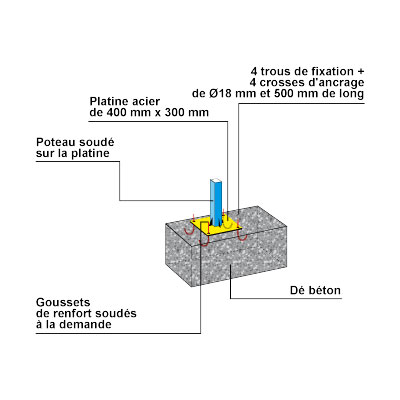 4 trous de fixation +
4 crosses d'ancrage
de Ø18 mm et 500 mm de long
Platine acier
de 400 mm x 300 mm
Poteau soudé
sur la platine
Goussets
de renfort soudés
à la demande
Dé béton